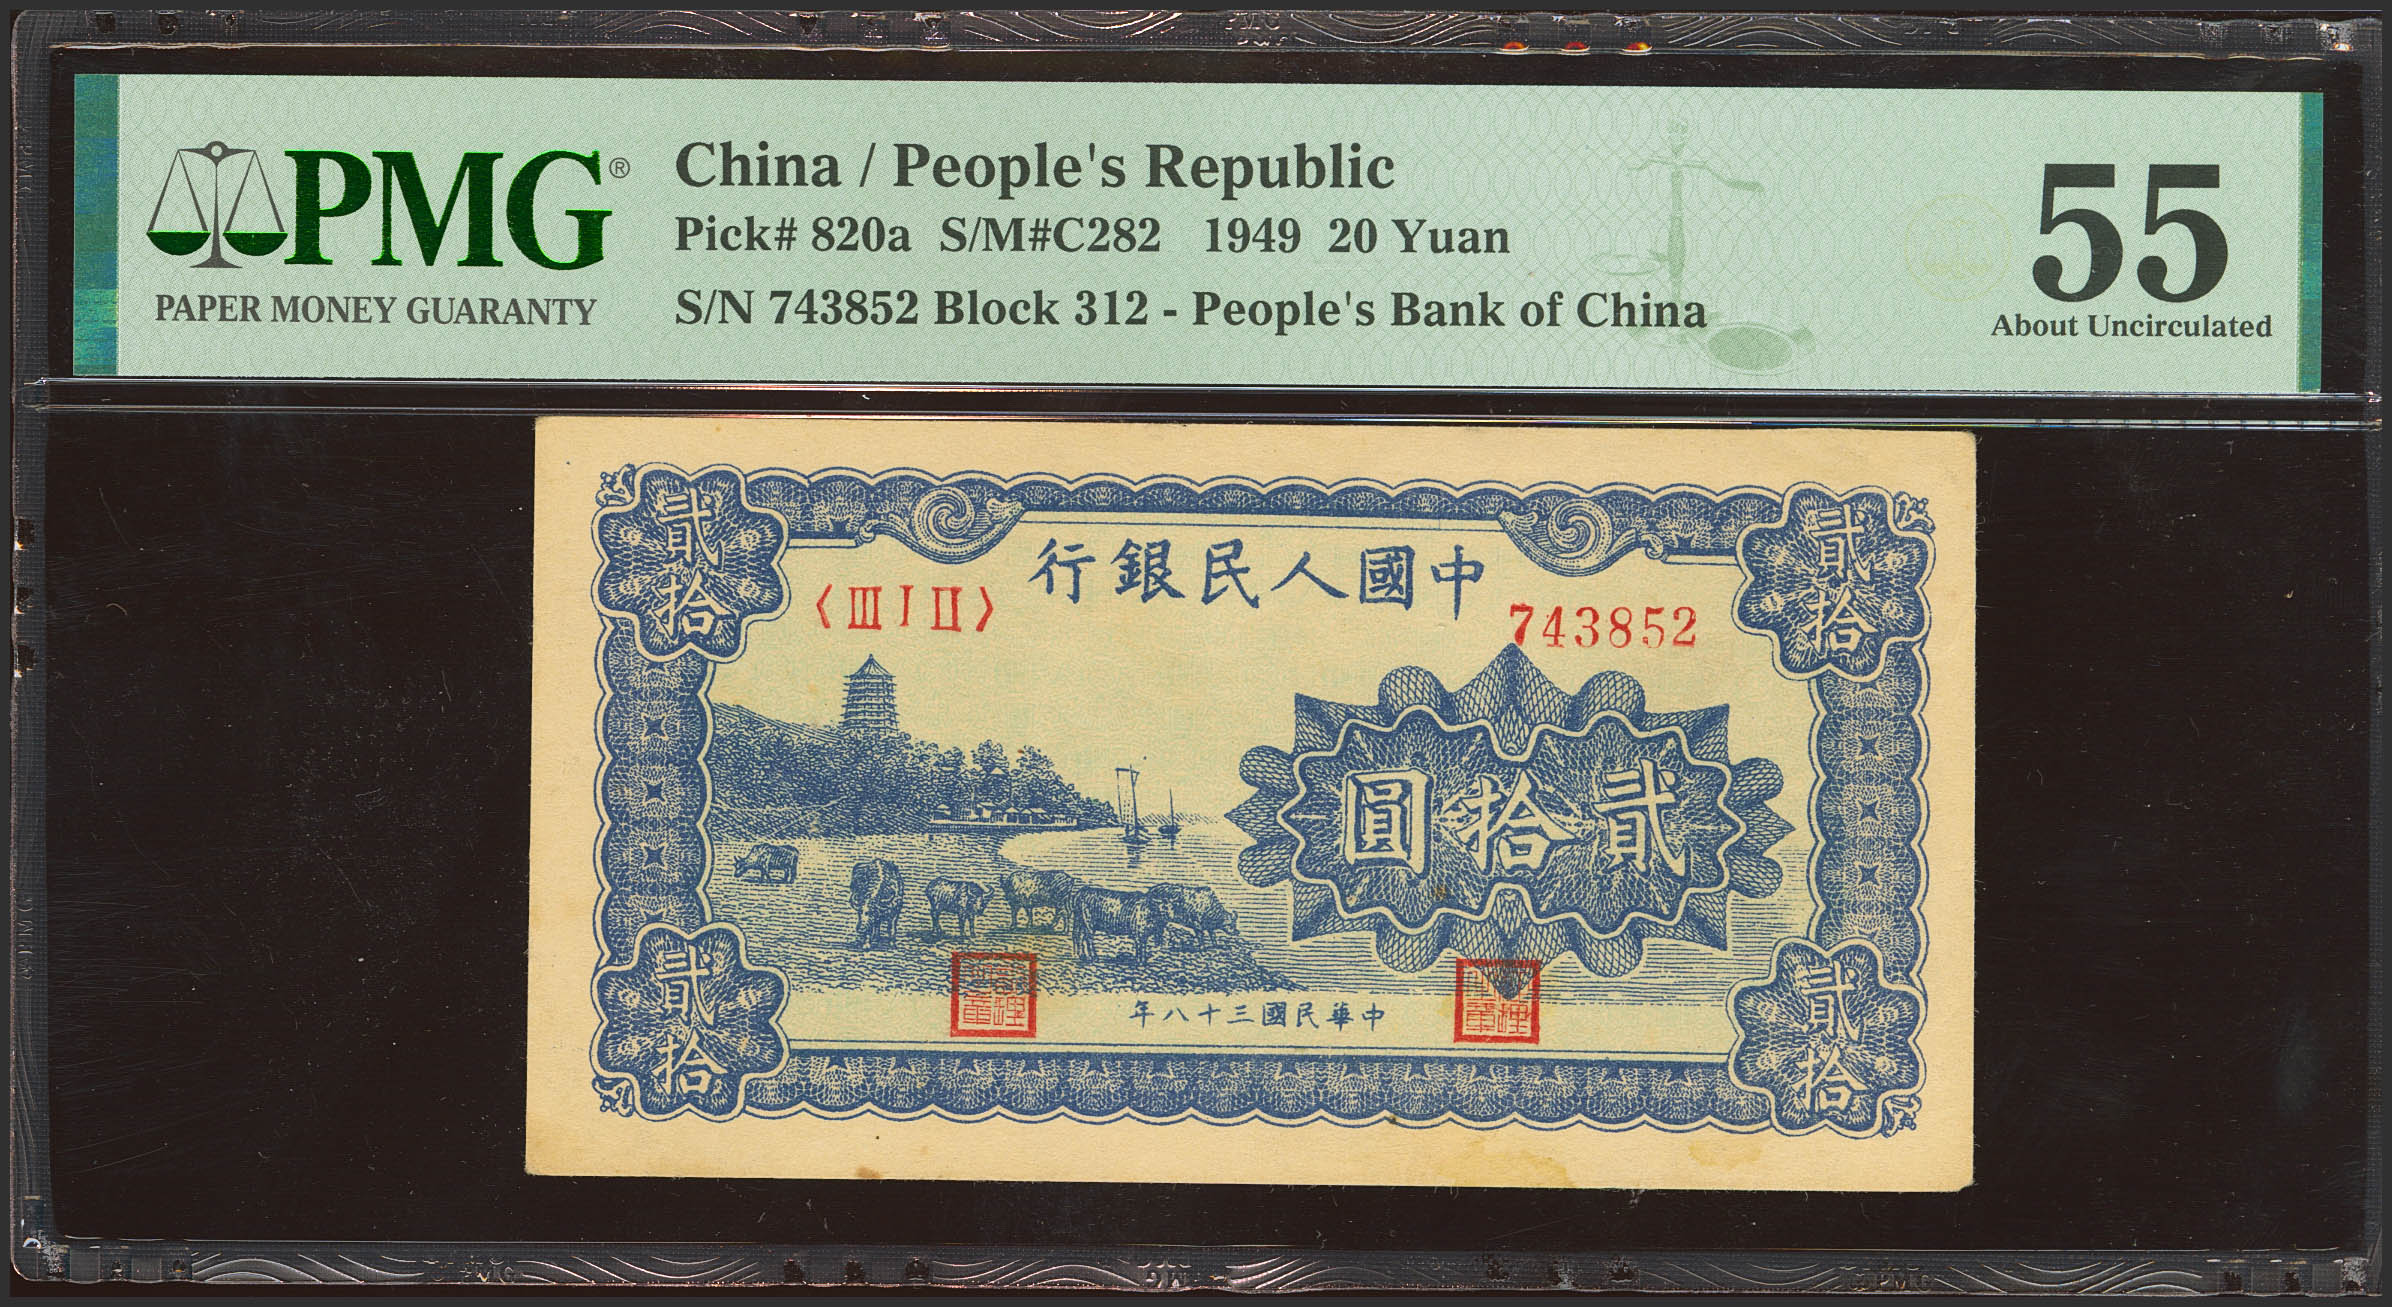 PMG®
PAPER MONEY GUARANTY
China / People's Republic
Pick# 820a S/M#C282 1949 20 Yuan
S/N 743852 Block 312 - People's Bank of China
55
About Uncirculated
行銀民人國中
〈III I II〉
743852
貳拾
貳拾
圓拾貳
貳拾
貳拾
年八十三國民華中